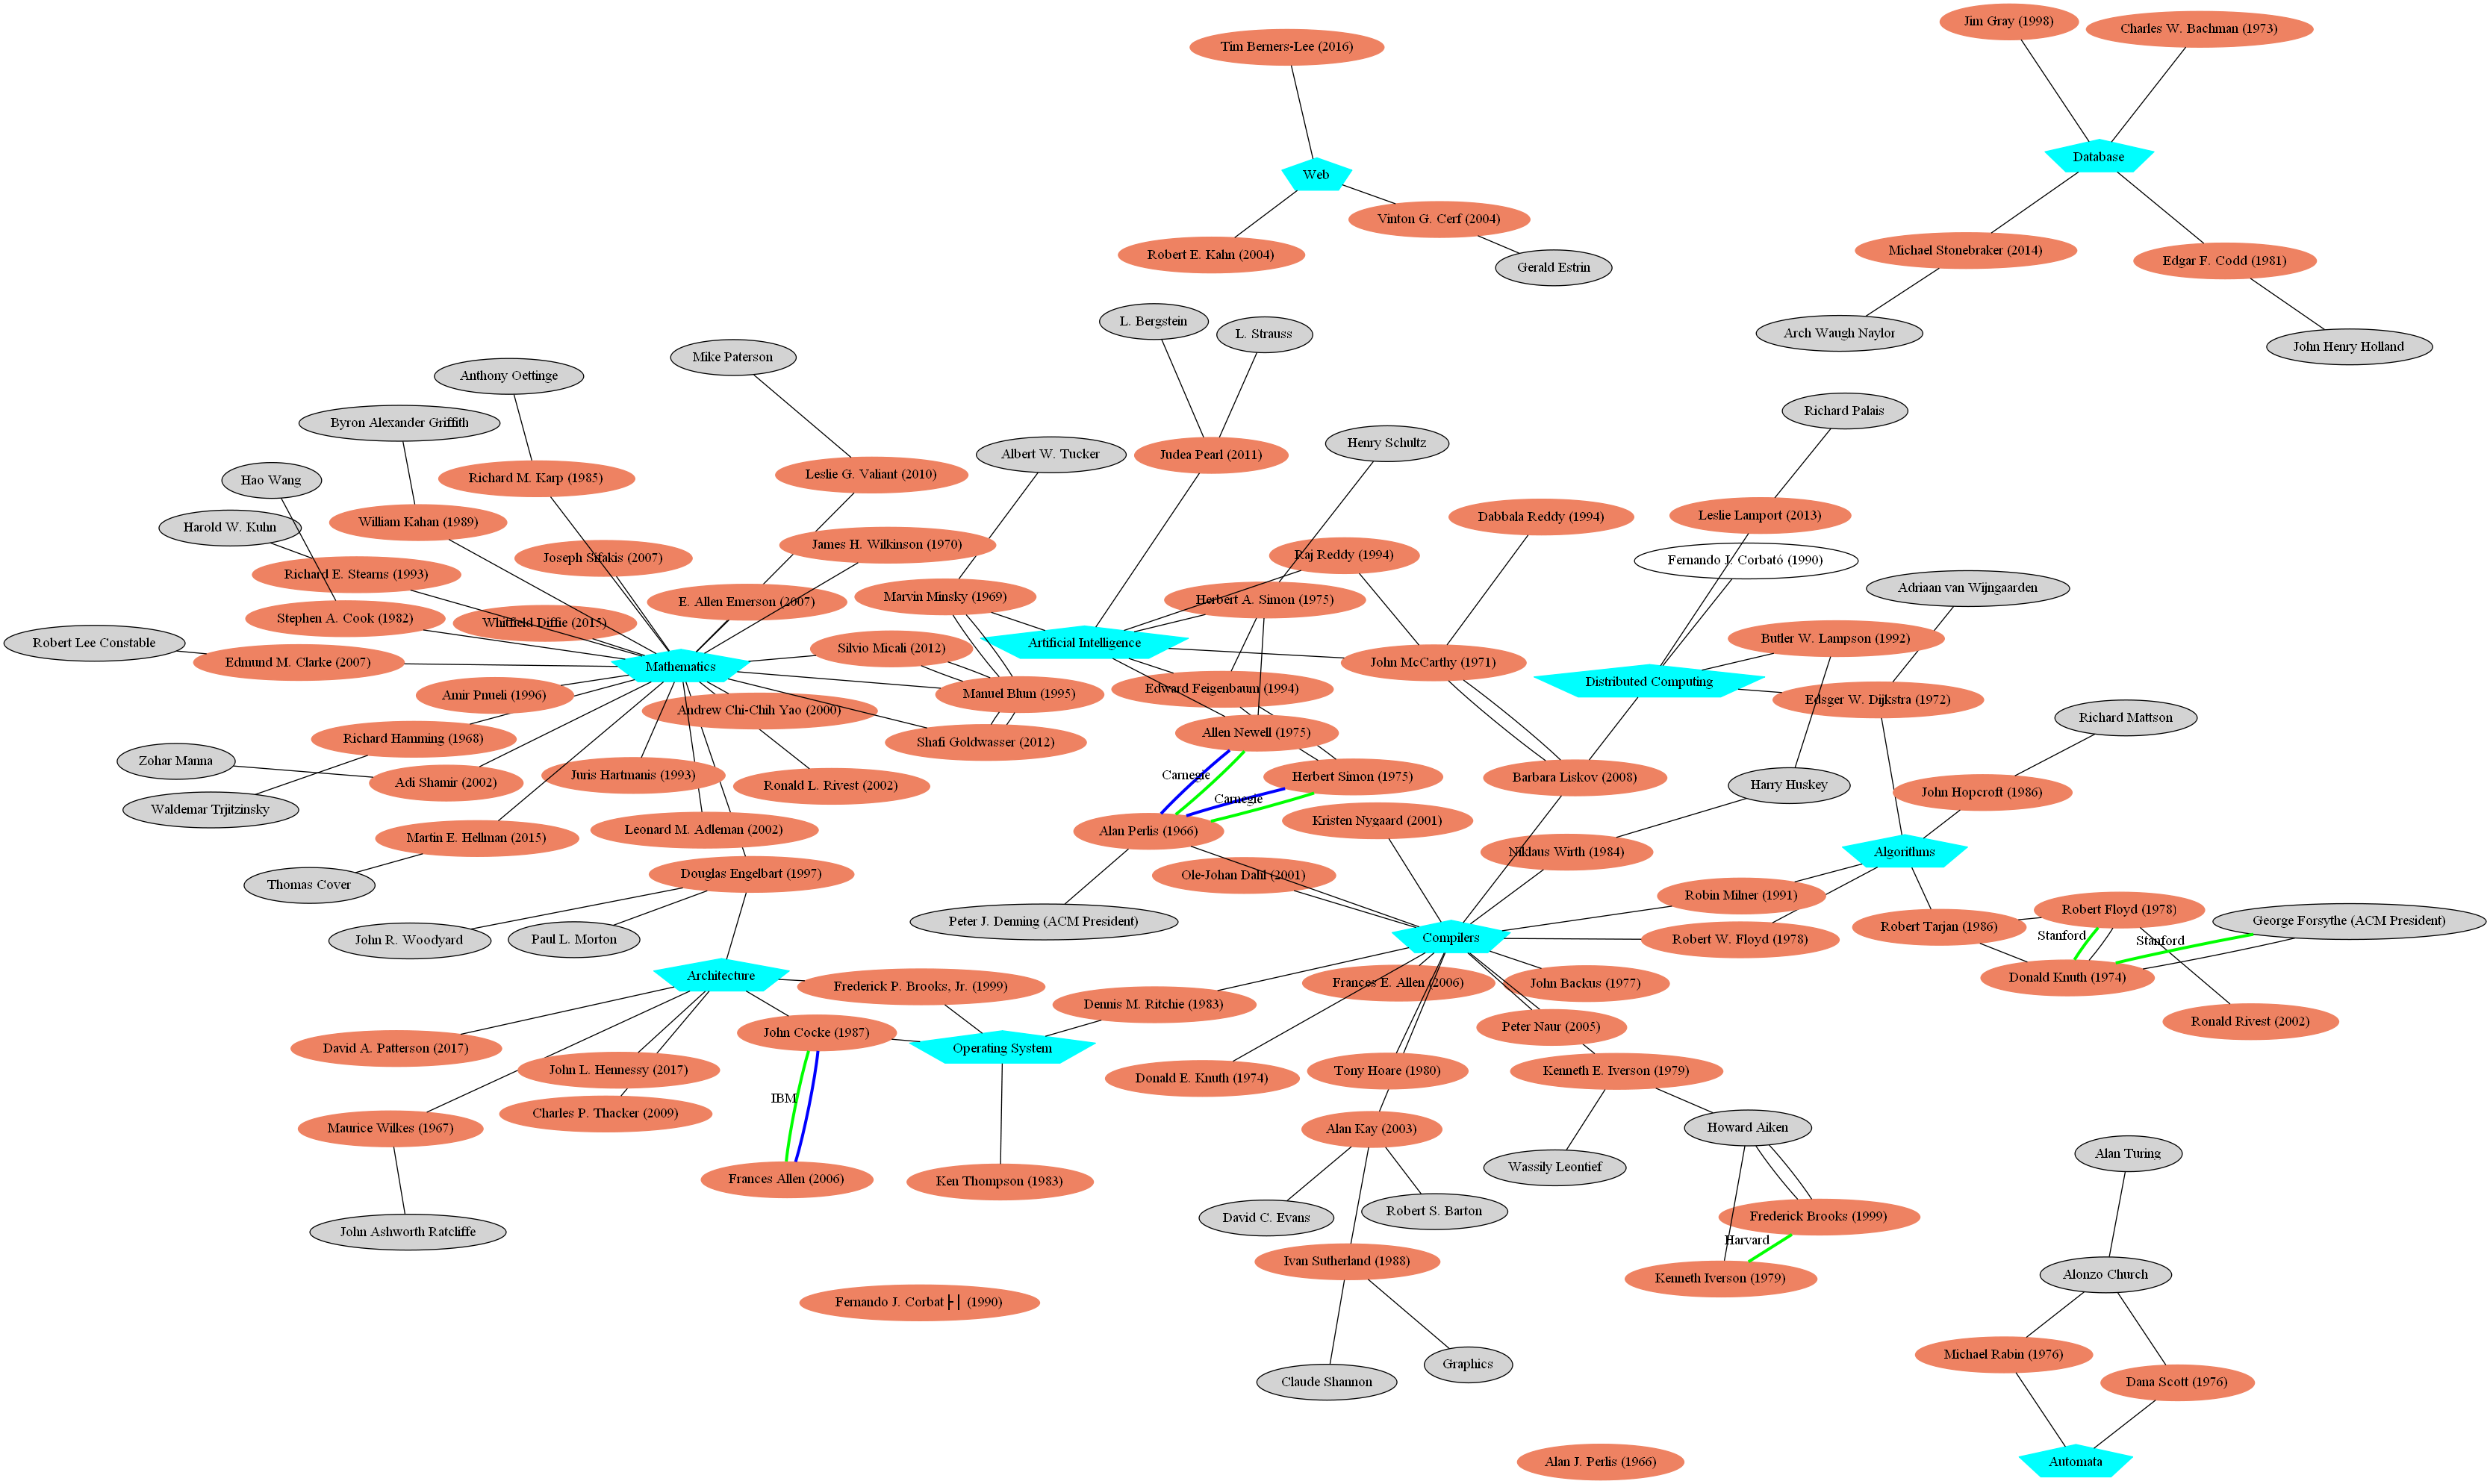 Jim Gray (1998)
Charles W. Bachman (1973)
Tim Berners-Lee (2016)
Database
Web
Vinton G. Cerf (2004)
Michael Stonebraker (2014)
Robert E. Kahn (2004)
Edgar F. Codd (1981)
Gerald Estrin
L. Bergstein
L. Strauss
Arch Waugh Naylor
John Henry Holland
Mike Paterson
Anthony Oettinge
Richard Palais
Byron Alexander Griffith
Henry Schultz
Albert W. Tucker
Judea Pearl (2011)
Leslie G. Valiant (2010)
Richard M. Karp (1985)
Hao Wang
Leslie Lamport (2013)
Dabbala Reddy (1994)
William Kahan (1989)
Harold W. Kuhn
James H. Wilkinson (1970)
Raj Reddy (1994)
Joseph Sifakis (2007)
Fernando J. Corbató (1990)
Richard E. Stearns (1993)
Adriaan van Wijngaarden
Marvin Minsky (1969)
Herbert A. Simon (1975)
E. Allen Emerson (2007)
Stephen A. Cook (1982)
Whitfield Diffie (2015)
Butler W. Lampson (1992)
Robert Lee Constable
Artificial Intelligence
Silvio Micali (2012)
Edmund M. Clarke (2007)
John McCarthy (1971)
Mathematics
Distributed Computing
Edward Feigenbaum (1994)
Manuel Blum (1995)
Amir Pnueli (1996)
Edsger W. Dijkstra (1972)
Andrew Chi-Chih Yao (2000)
Richard Mattson
Allen Newell (1975)
Richard Hamming (1968)
Shafi Goldwasser (2012)
Zohar Manna
Carnegie
Juris Hartmanis (1993)
Herbert Simon (1975)
Barbara Liskov (2008)
Adi Shamir (2002)
Ronald L. Rivest (2002)
Harry Huskey
John Hopcroft (1986)
Carnegie
Waldemar Trjitzinsky
Kristen Nygaard (2001)
Leonard M. Adleman (2002)
Alan Perlis (1966)
Martin E. Hellman (2015)
Niklaus Wirth (1984)
Algorithms
Douglas Engelbart (1997)
Ole-Johan Dahl (2001)
Thomas Cover
Robin Milner (1991)
Robert Floyd (1978)
Peter J. Denning (ACM President)
George Forsythe (ACM President)
Robert Tarjan (1986)
Stanford
Stanford
John R. Woodyard
Paul L. Morton
Compilers
Robert W. Floyd (1978)
Architecture
Donald Knuth (1974)
Frances E. Allen (2006)
John Backus (1977)
Frederick P. Brooks, Jr. (1999)
Dennis M. Ritchie (1983)
Ronald Rivest (2002)
Peter Naur (2005)
John Cocke (1987)
David A. Patterson (2017)
Operating System
John L. Hennessy (2017)
Tony Hoare (1980)
Kenneth E. Iverson (1979)
Donald E. Knuth (1974)
IBM
Charles P. Thacker (2009)
Maurice Wilkes (1967)
Alan Kay (2003)
Howard Aiken
Alan Turing
Wassily Leontief
Frances Allen (2006)
Ken Thompson (1983)
Robert S. Barton
David C. Evans
Frederick Brooks (1999)
John Ashworth Ratcliffe
Harvard
Ivan Sutherland (1988)
Alonzo Church
Kenneth Iverson (1979)
Fernando J. Corbat├│ (1990)
Michael Rabin (1976)
Graphics
Claude Shannon
Dana Scott (1976)
Alan J. Perlis (1966)
Automata